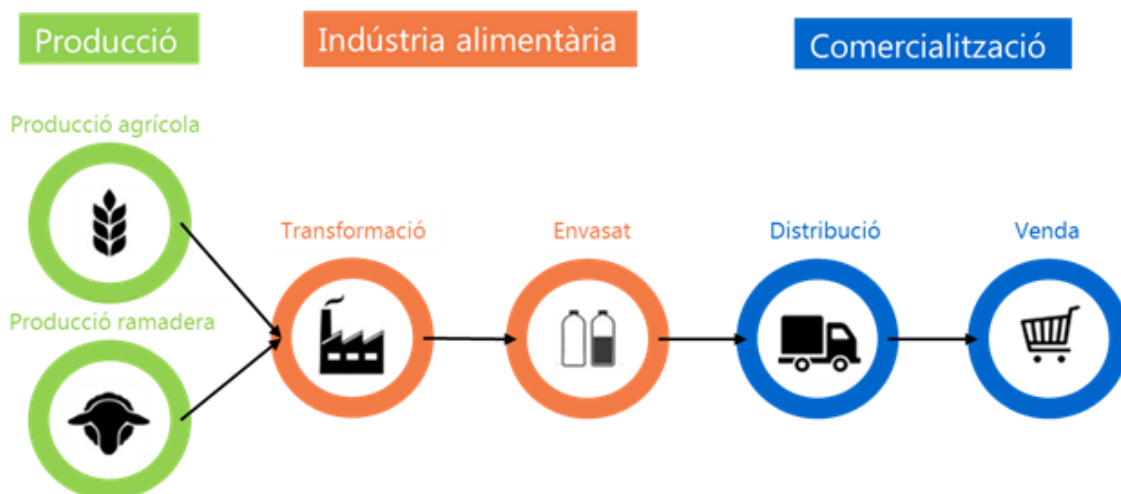 Producció
Indústria alimentària
Comercialització
Producció agrícola
Transformació
Envasat
Distribució
Venda
Producció ramadera